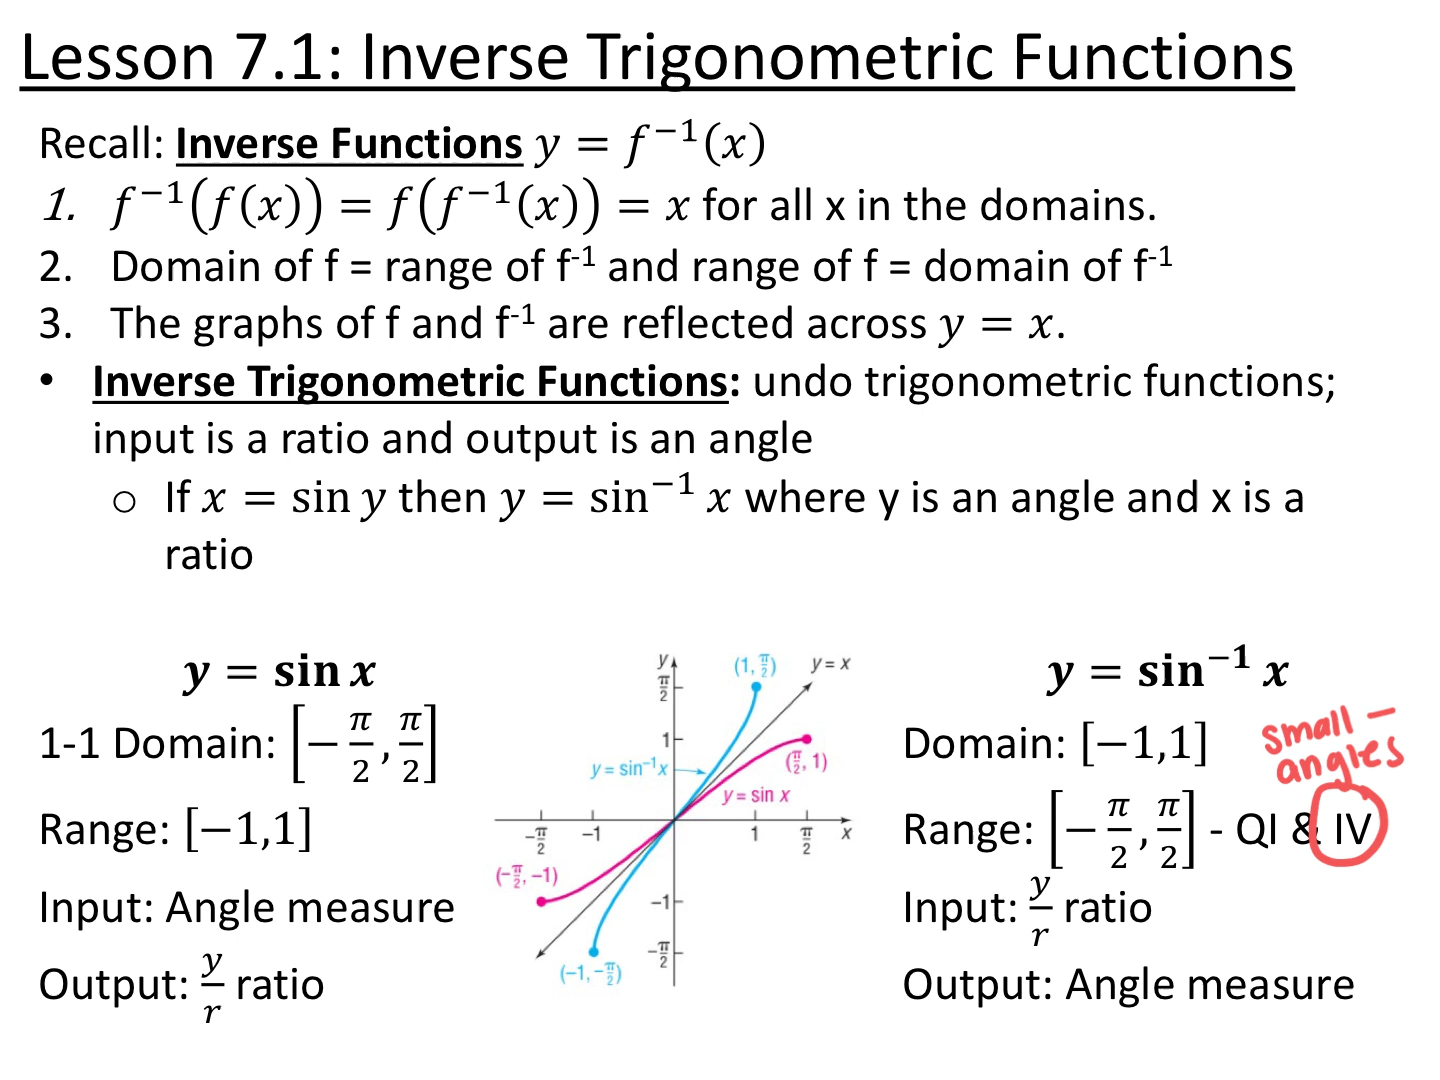 Lesson 7.1: Inverse Trigonometric Functions
Recall: Inverse Functions y = f⁻¹(x)
1. f⁻¹(f(x)) = f(f⁻¹(x)) = x for all x in the domains.
2. Domain of f = range of f⁻¹ and range of f = domain of f⁻¹
3. The graphs of f and f⁻¹ are reflected across y = x.
• Inverse Trigonometric Functions: undo trigonometric functions;
input is a ratio and output is an angle
o If x = sin y then y = sin⁻¹ x where y is an angle and x is a
ratio
y = sin x
1-1 Domain: [−π/2, π/2]
Range: [−1,1]
Input: Angle measure
Output: y/r ratio
y
π/2
(1, π/2)
y = x
1
y = sin⁻¹x
(π/2, 1)
y = sin x
−π/2
−1
1
π/2
x
(−π/2, −1)
−1
−π/2
(−1, −π/2)
y = sin⁻¹ x
Domain: [−1,1]
small –
angles
Range: [−π/2, π/2] - QI & IV
Input: y/r ratio
Output: Angle measure